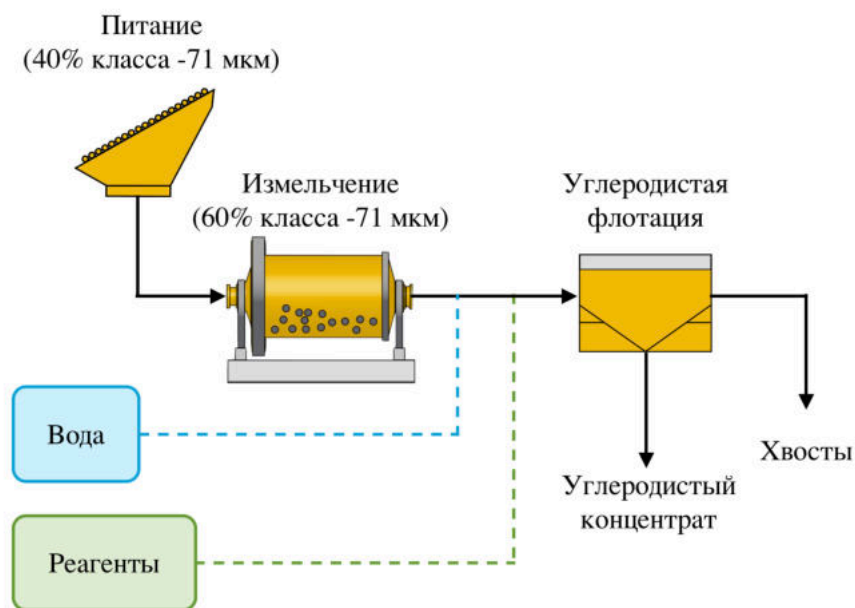 Питание
(40% класса -71 мкм)
Измельчение
(60% класса -71 мкм)
Углеродистая
флотация
Вода
Хвосты
Углеродистый
концентрат
Реагенты